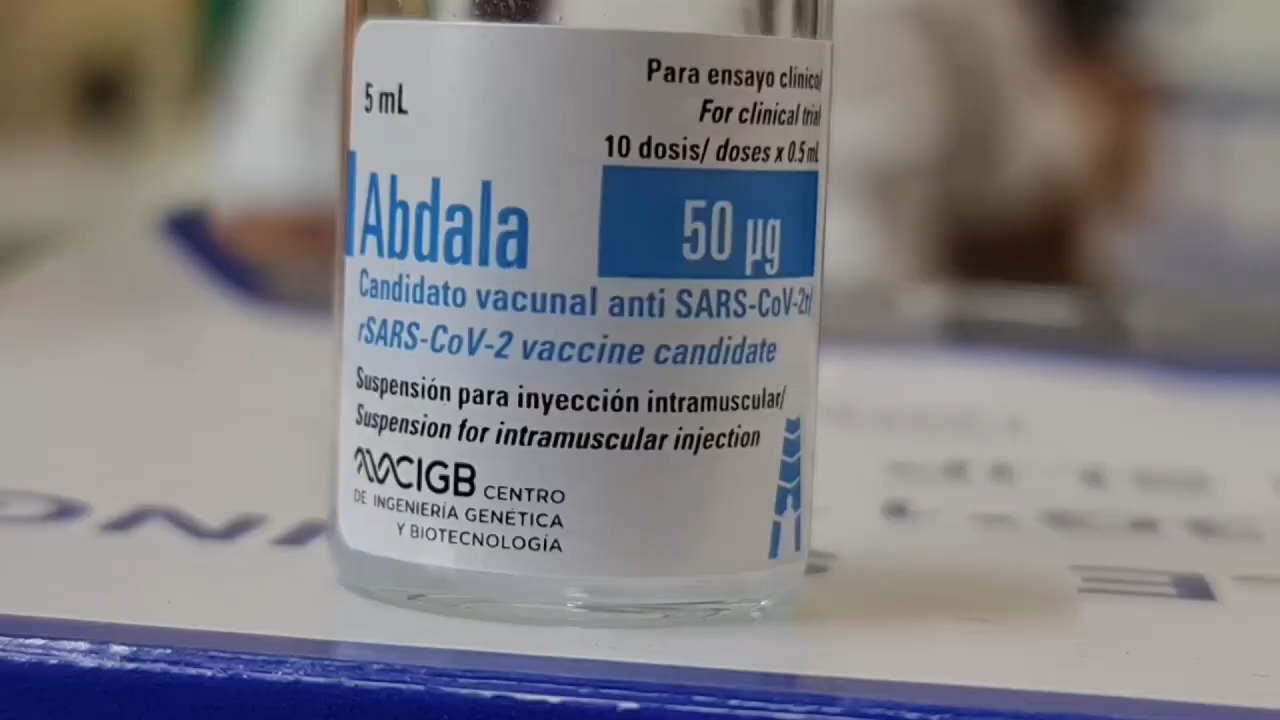 5 mL
Para ensayo clínico/
For clinical trial
10 dosis/ doses x 0.5 mL
Abdala
50 µg
Candidato vacunal anti SARS-CoV-2r/
rSARS-CoV-2 vaccine candidate
Suspensión para inyección intramuscular/
Suspension for intramuscular injection
CIGB CENTRO
DE INGENIERÍA GENÉTICA
Y BIOTECNOLOGÍA